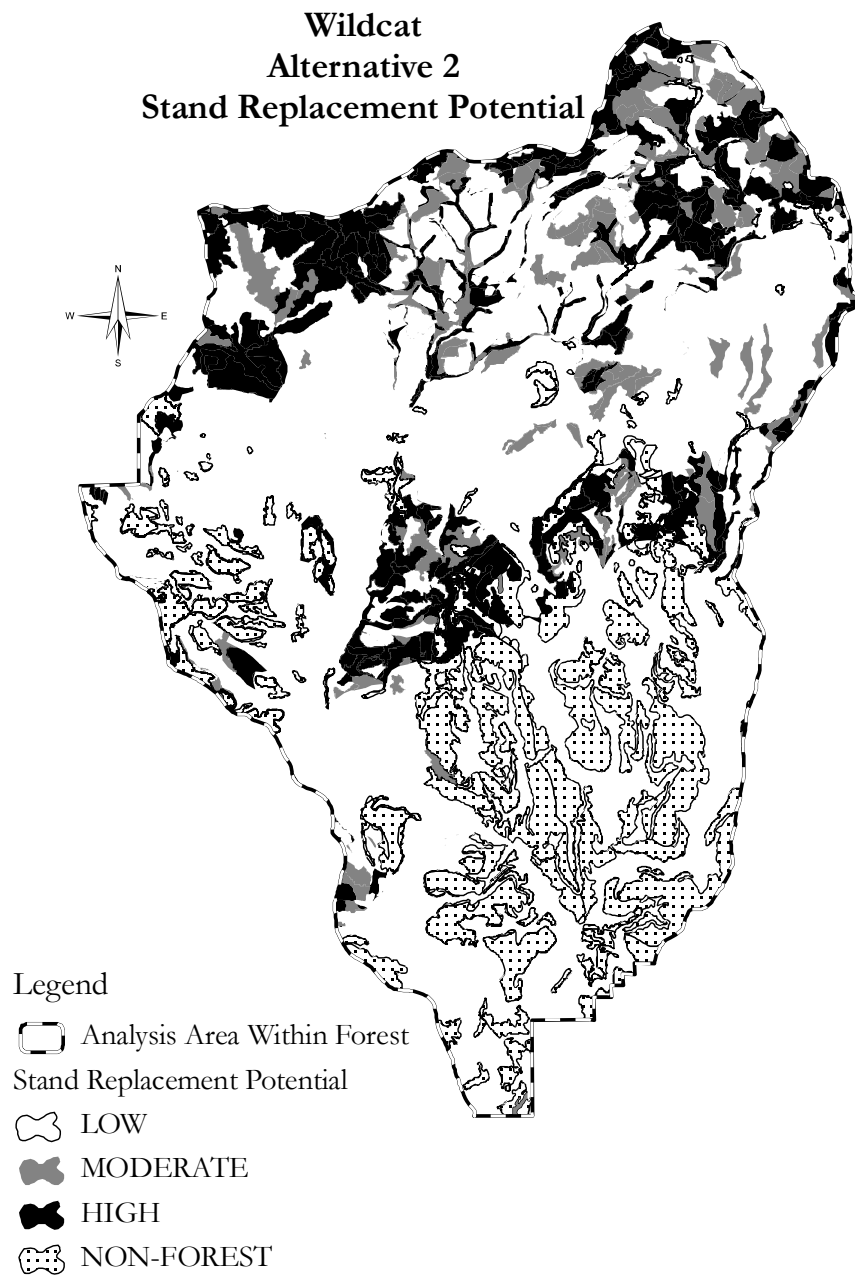 Wildcat
Alternative 2
Stand Replacement Potential
N
W E
S
Legend
Analysis Area Within Forest
Stand Replacement Potential
LOW
MODERATE
HIGH
NON-FOREST